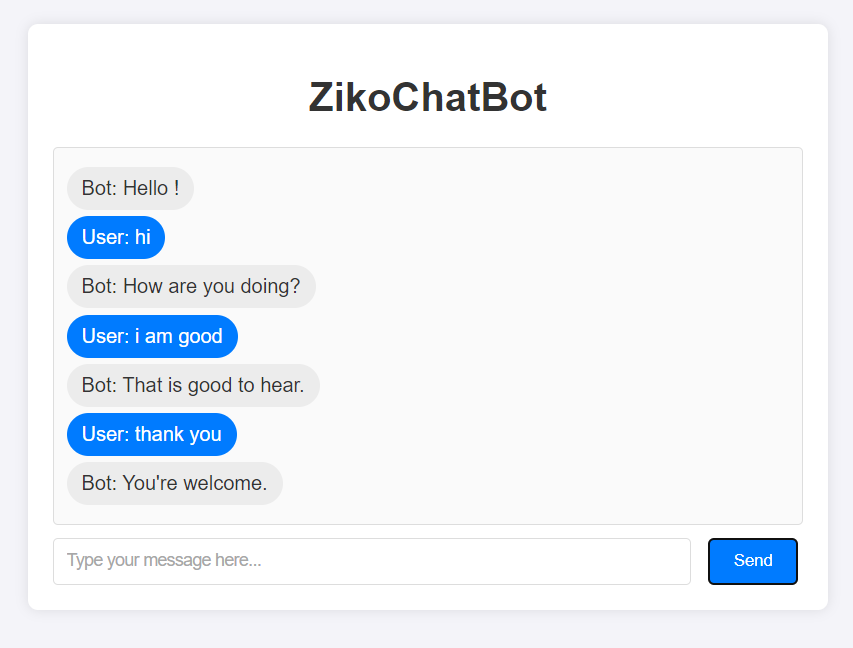 ZikoChatBot
Bot: Hello !
User: hi
Bot: How are you doing?
User: i am good
Bot: That is good to hear.
User: thank you
Bot: You're welcome.
Type your message here...
Send